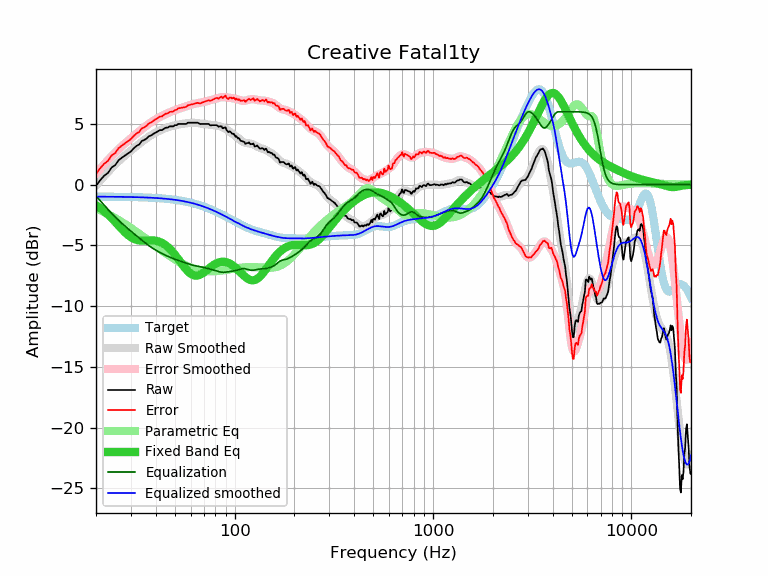 Creative Fatal1ty
Amplitude (dBr)
5
0
−5
−10
−15
−20
−25
Target
Raw Smoothed
Error Smoothed
Raw
Error
Parametric Eq
Fixed Band Eq
Equalization
Equalized smoothed
100
1000
10000
Frequency (Hz)